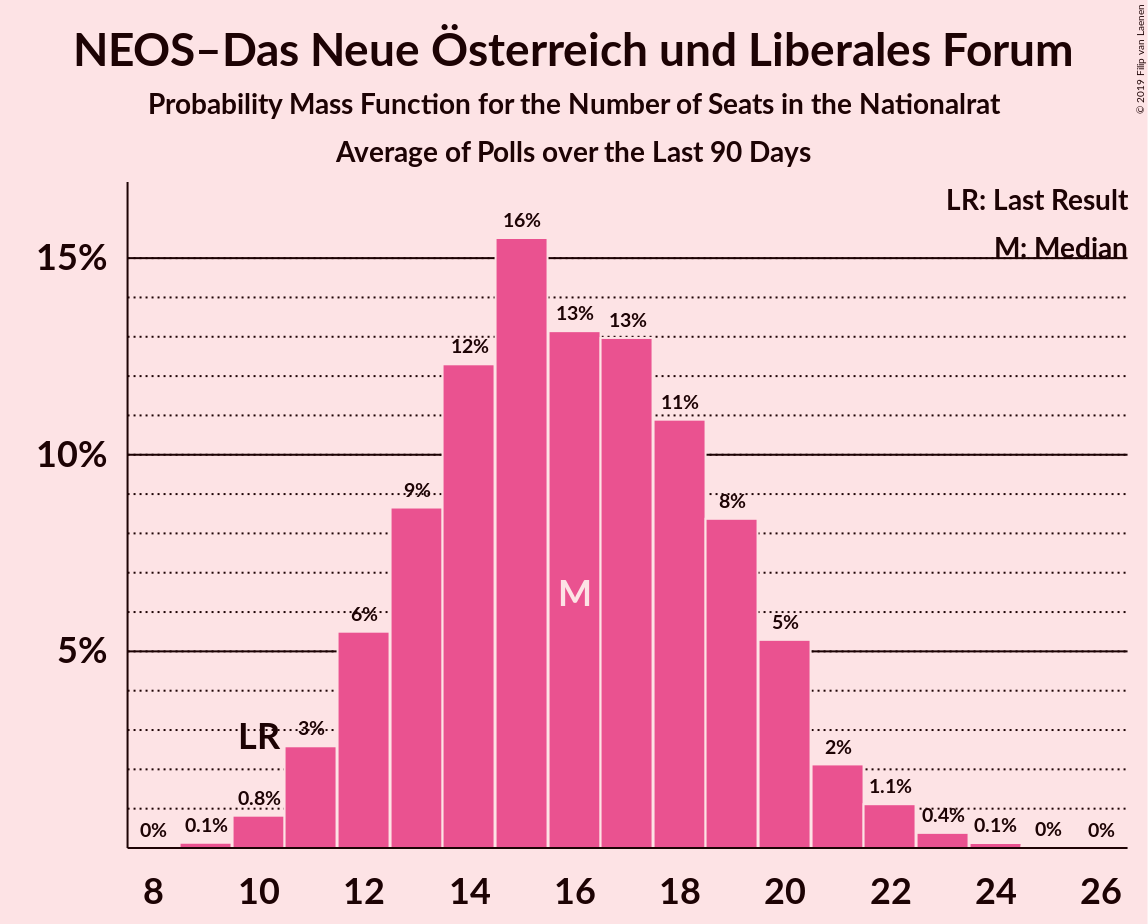 NEOS–Das Neue Österreich und Liberales Forum
Probability Mass Function for the Number of Seats in the Nationalrat
Average of Polls over the Last 90 Days
© 2019 Filip van Laenen
LR: Last Result
M: Median
15%
10%
5%
0%
0.1%
0.8%
LR
3%
6%
9%
12%
16%
13%
M
13%
11%
8%
5%
2%
1.1%
0.4%
0.1%
0%
0%
8 10 12 14 16 18 20 22 24 26